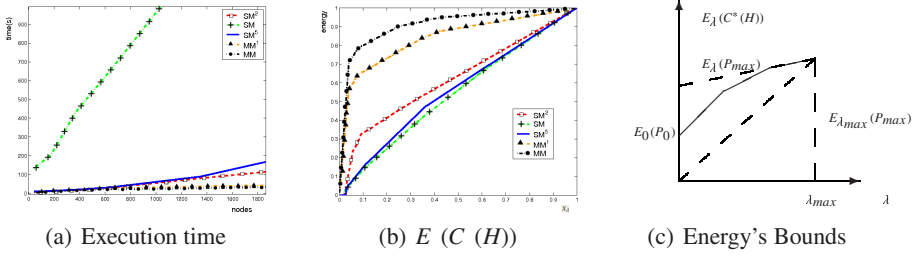 time(s)
1000
900
800
700
600
500
400
300
200
100
0
0 200 400 600 800 1000 1200 1400 1600 1800
nodes
SM²
SM
SM⁵
MM¹
MM
(a) Execution time
energy
1
0.9
0.8
0.7
0.6
0.5
0.4
0.3
0.2
0.1
0
0 0.1 0.2 0.3 0.4 0.5 0.6 0.7 0.8 0.9 1
SM²
SM
SM⁵
MM¹
MM
(b) E (C (H))
E_λ(C*(H))
E_λ(P_max)
E_0(P_0)
E_λmax(P_max)
λ_max λ
(c) Energy's Bounds